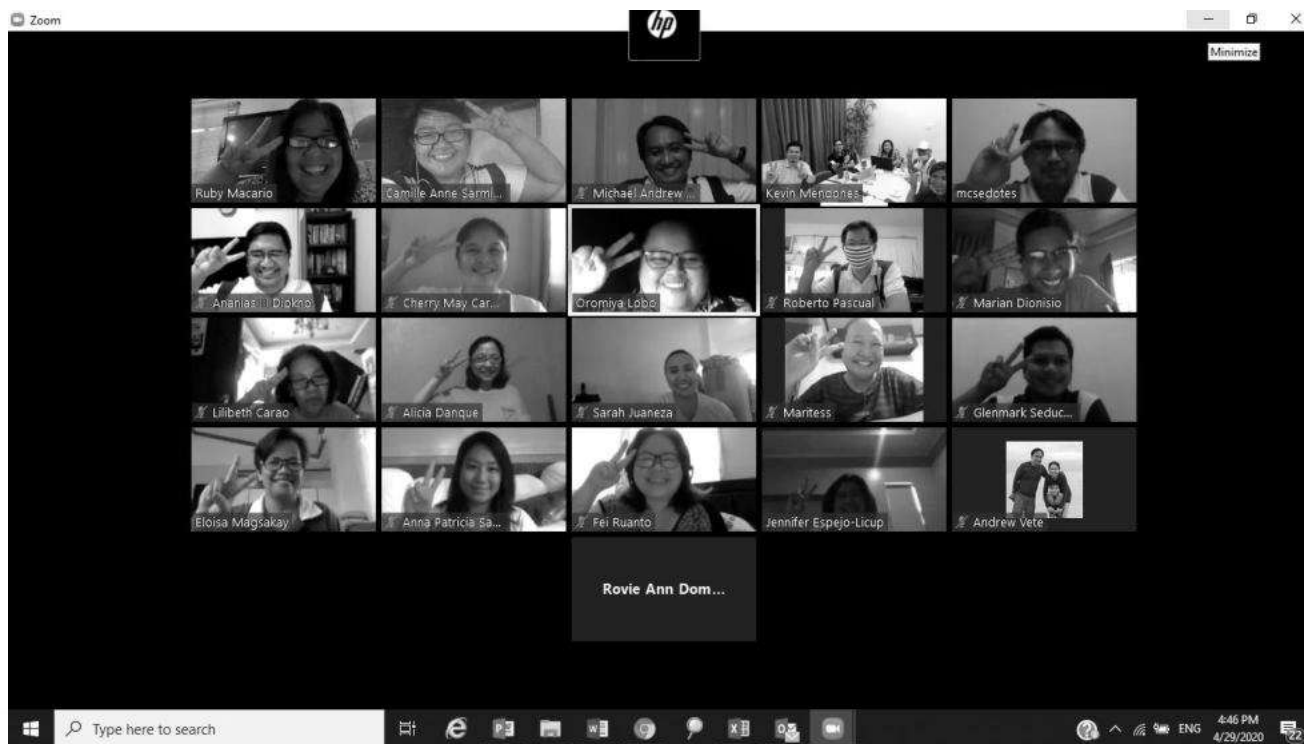 Zoom
hp
Minimize
Ruby Macario
Camille Anne Sarmi...
Michael Andrew ...
Kevin Mendones
mcsedotes
Ananias II Diokno
Cherry May Car...
Oromiya Lobo
Roberto Pascual
Marian Dionisio
Lilibeth Carao
Alicia Danque
Sarah Juaneza
Maritess
Glenmark Seduc...
Eloisa Magsakay
Anna Patricia Sa...
Fei Ruanto
Jennifer Espejo-Licup
Andrew Vete
Rovie Ann Dom...
Type here to search
ENG
4:46 PM
4/29/2020
22